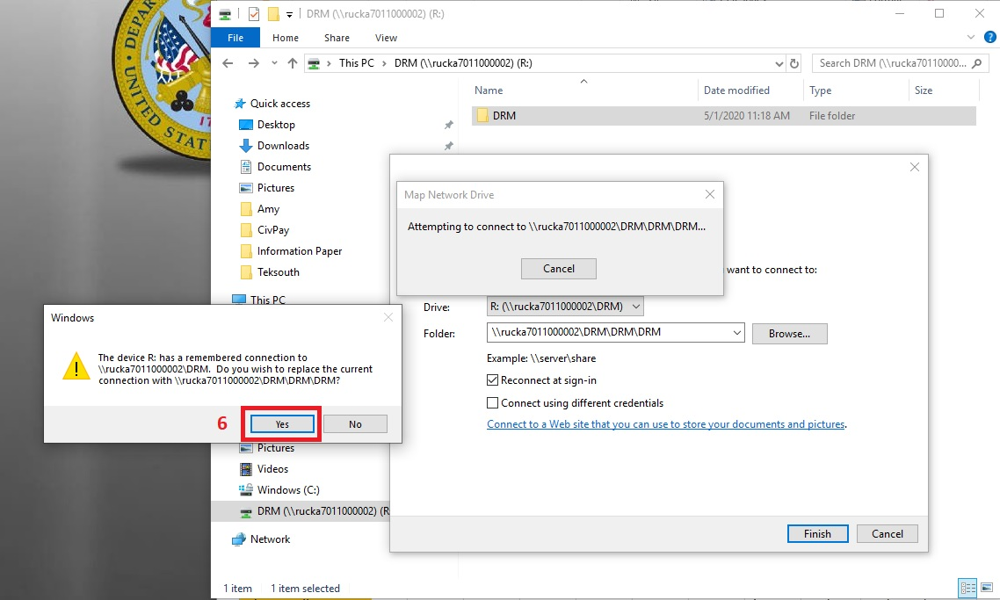 DRM (\\rucka7011000002) (R:)
File
Home
Share
View
?
This PC
DRM (\\rucka7011000002) (R:)
Search DRM (\\rucka70110000...
Name
Date modified
Type
Size
DRM
5/1/2020 11:18 AM
File folder
UNITED STAT
17
Quick access
Desktop
Downloads
Documents
Pictures
Amy
CivPay
Information Paper
Teksouth
This PC
Map Network Drive
Attempting to connect to \\rucka7011000002\DRM\DRM\DRM...
Cancel
want to connect to:
Drive:
R: (\\rucka7011000002\DRM)
Folder:
\\rucka7011000002\DRM\DRM\DRM
Browse...
Example: \\server\share
Reconnect at sign-in
Connect using different credentials
Connect to a Web site that you can use to store your documents and pictures.
Windows
The device R: has a remembered connection to
\\rucka7011000002\DRM. Do you wish to replace the current
connection with \\rucka7011000002\DRM\DRM\DRM?
6
Yes
No
Pictures
Videos
Windows (C:)
DRM (\\rucka7011000002) (R
Network
Finish
Cancel
1 item
1 item selected